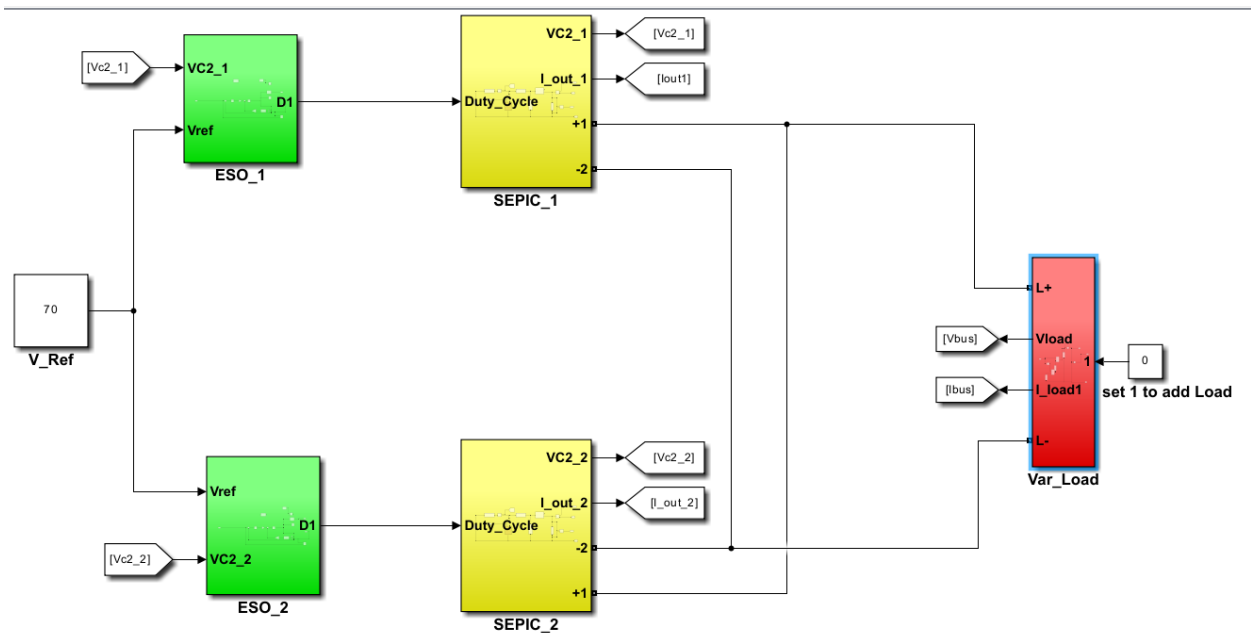 VC2_1
[Vc2_1]
[Vc2_1]
VC2_1
I_out_1
[Iout1]
D1
Duty_Cycle
Vref
+1
ESO_1
-2
SEPIC_1
L+
70
[Vbus]
Vload
V_Ref
1
0
[Ibus]
I_load1
set 1 to add Load
L-
VC2_2
[Vc2_2]
Var_Load
Vref
I_out_2
[I_out_2]
D1
Duty_Cycle
-2
[Vc2_2]
VC2_2
+1
ESO_2
SEPIC_2